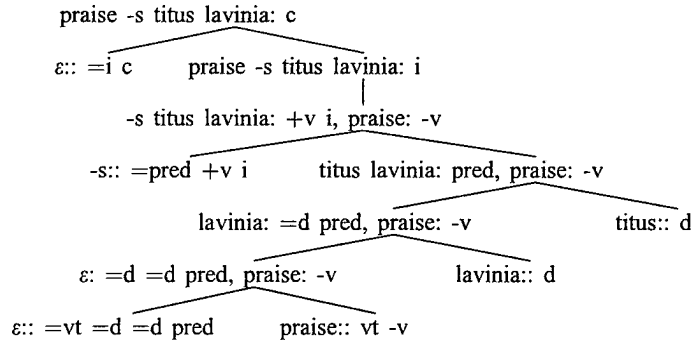 praise -s titus lavinia: c
ε:: =i c praise -s titus lavinia: i
-s titus lavinia: +v i, praise: -v
-s:: =pred +v i titus lavinia: pred, praise: -v
lavinia: =d pred, praise: -v titus:: d
ε: =d =d pred, praise: -v lavinia:: d
ε:: =vt =d =d pred praise:: vt -v